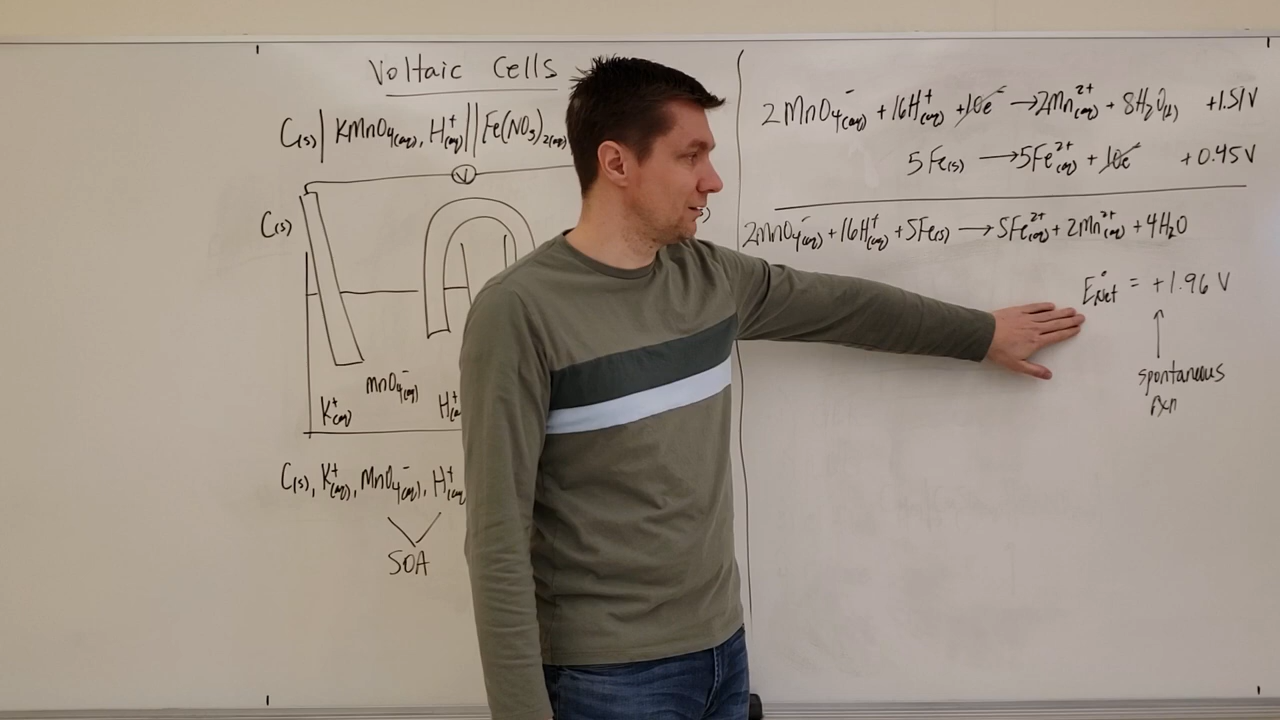 Voltaic Cells
C(s) | KMnO₄(aq), H⁺(aq) || Fe(NO₃)₂(aq)
V
C(s)
K⁺(aq)
MnO₄⁻(aq)
H⁺(a
C(s), K⁺(aq), MnO₄⁻(aq), H⁺(aq
SOA
2MnO₄⁻(aq) + 16H⁺(aq) + 10e⁻ → 2Mn²⁺(aq) + 8H₂O(l) +1.51V
5Fe(s) → 5Fe²⁺(aq) + 10e⁻ +0.45V
2MnO₄⁻(aq) + 16H⁺(aq) + 5Fe(s) → 5Fe²⁺(aq) + 2Mn²⁺(aq) + 4H₂O
E°Net = +1.96 V
spontaneous
rxn